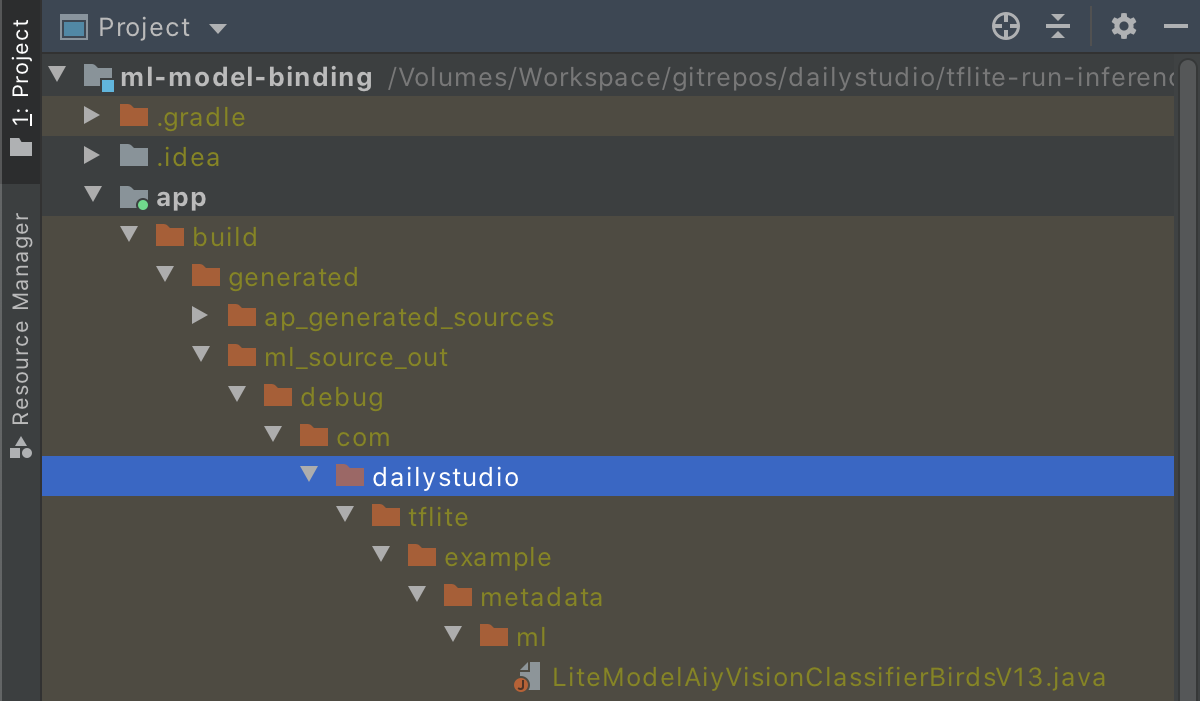 Project
1: Project
Resource Manager
ml-model-binding /Volumes/Workspace/gitrepos/dailystudio/tflite-run-inferenc
.gradle
.idea
app
build
generated
ap_generated_sources
ml_source_out
debug
com
dailystudio
tflite
example
metadata
ml
LiteModelAiyVisionClassifierBirdsV13.java